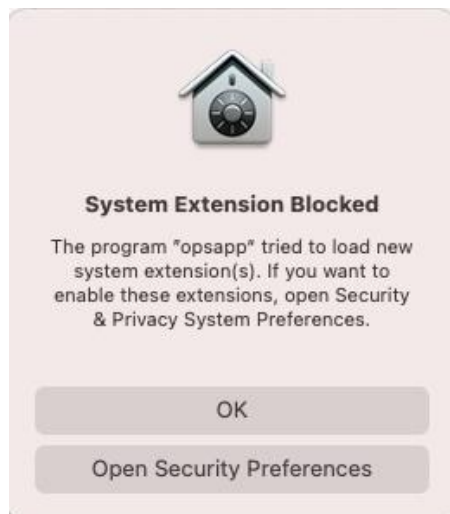 System Extension Blocked
The program "opsapp" tried to load new
system extension(s). If you want to
enable these extensions, open Security
& Privacy System Preferences.
OK
Open Security Preferences